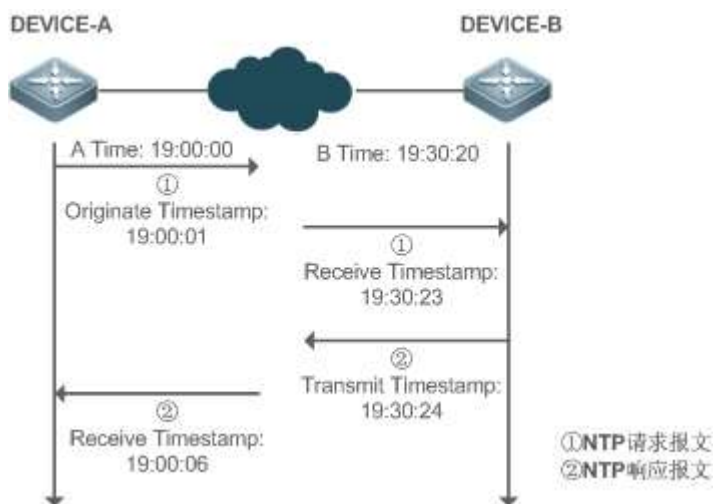 DEVICE-A
DEVICE-B
A Time: 19:00:00
B Time: 19:30:20
①
Originate Timestamp:
19:00:01
①
Receive Timestamp:
19:30:23
②
Transmit Timestamp:
19:30:24
②
Receive Timestamp:
19:00:06
①NTP请求报文
②NTP响应报文